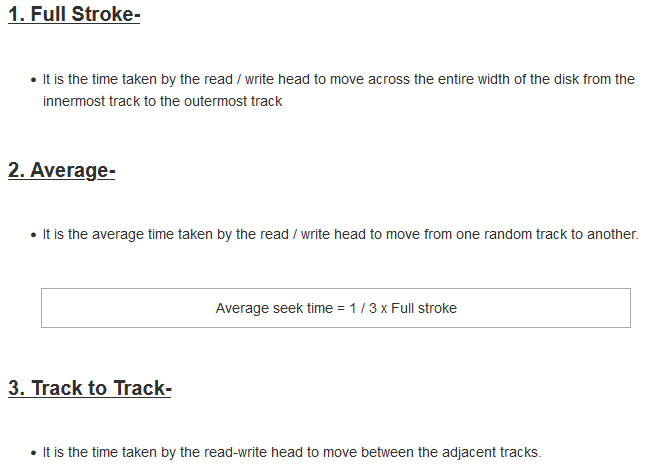 1. Full Stroke-
• It is the time taken by the read / write head to move across the entire width of the disk from the
innermost track to the outermost track
2. Average-
• It is the average time taken by the read / write head to move from one random track to another.
Average seek time = 1 / 3 x Full stroke
3. Track to Track-
• It is the time taken by the read-write head to move between the adjacent tracks.